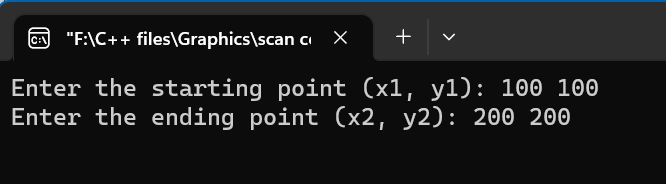 "F:\C++ files\Graphics\scan c
Enter the starting point (x1, y1): 100 100
Enter the ending point (x2, y2): 200 200